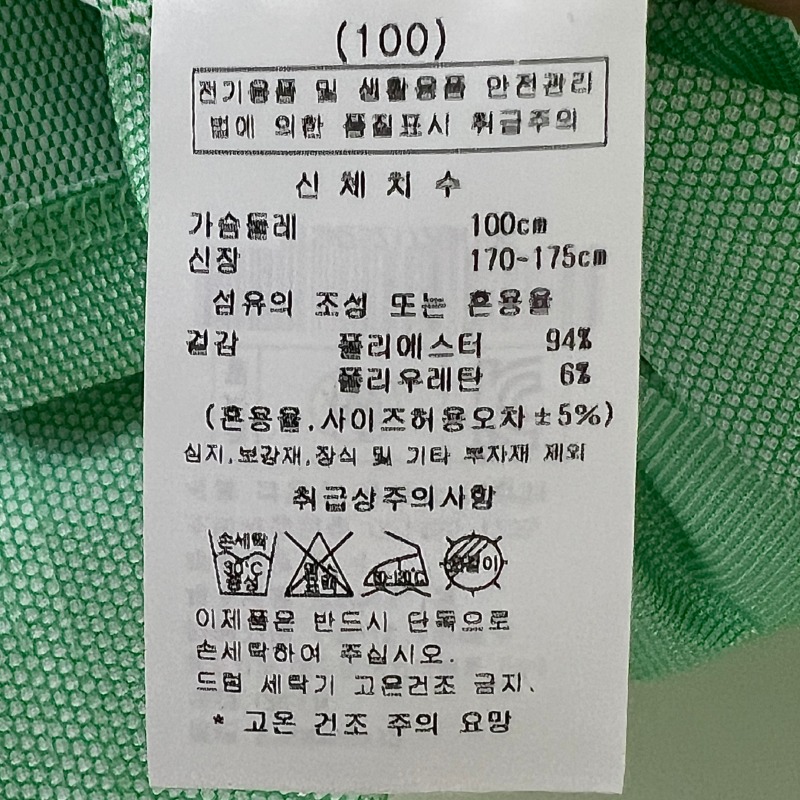 (100)
전기용품 및 생활용품 안전관리
법에 의한 품질표시 취급주의
신체치수
가슴둘레 100cm
신장 170-175cm
섬유의 조성 또는 혼용율
겉감 폴리에스터 94%
폴리우레탄 6%
(혼용율.사이즈허용오차 ±5%)
심지,보강재,장식 및 기타 부자재 제외
취급상주의사항
손세탁
30℃
중성
이제품은 반드시 단독으로
손세탁하여 주십시오.
드럼 세탁기 고온건조 금지.
* 고온 건조 주의 요망